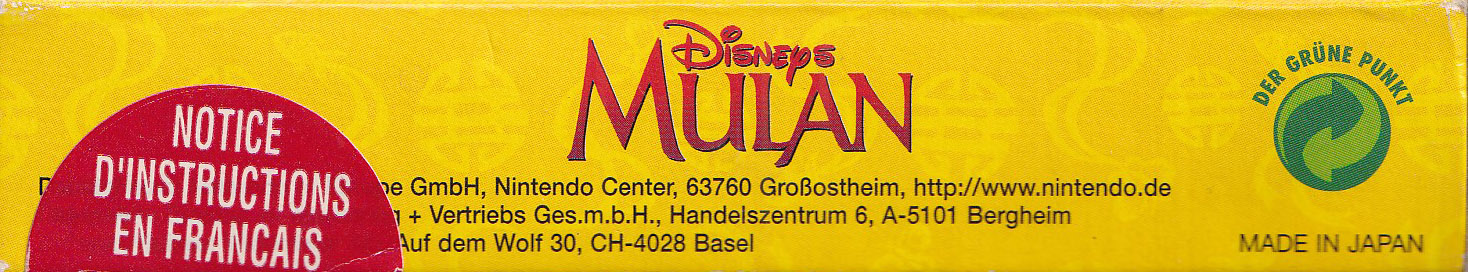 Disney's
MULAN
DER GRÜNE PUNKT
NOTICE
D'INSTRUCTIONS
EN FRANCAIS
GmbH, Nintendo Center, 63760 Großostheim, http://www.nintendo.de
+ Vertriebs Ges.m.b.H., Handelszentrum 6, A-5101 Bergheim
Auf dem Wolf 30, CH-4028 Basel
MADE IN JAPAN